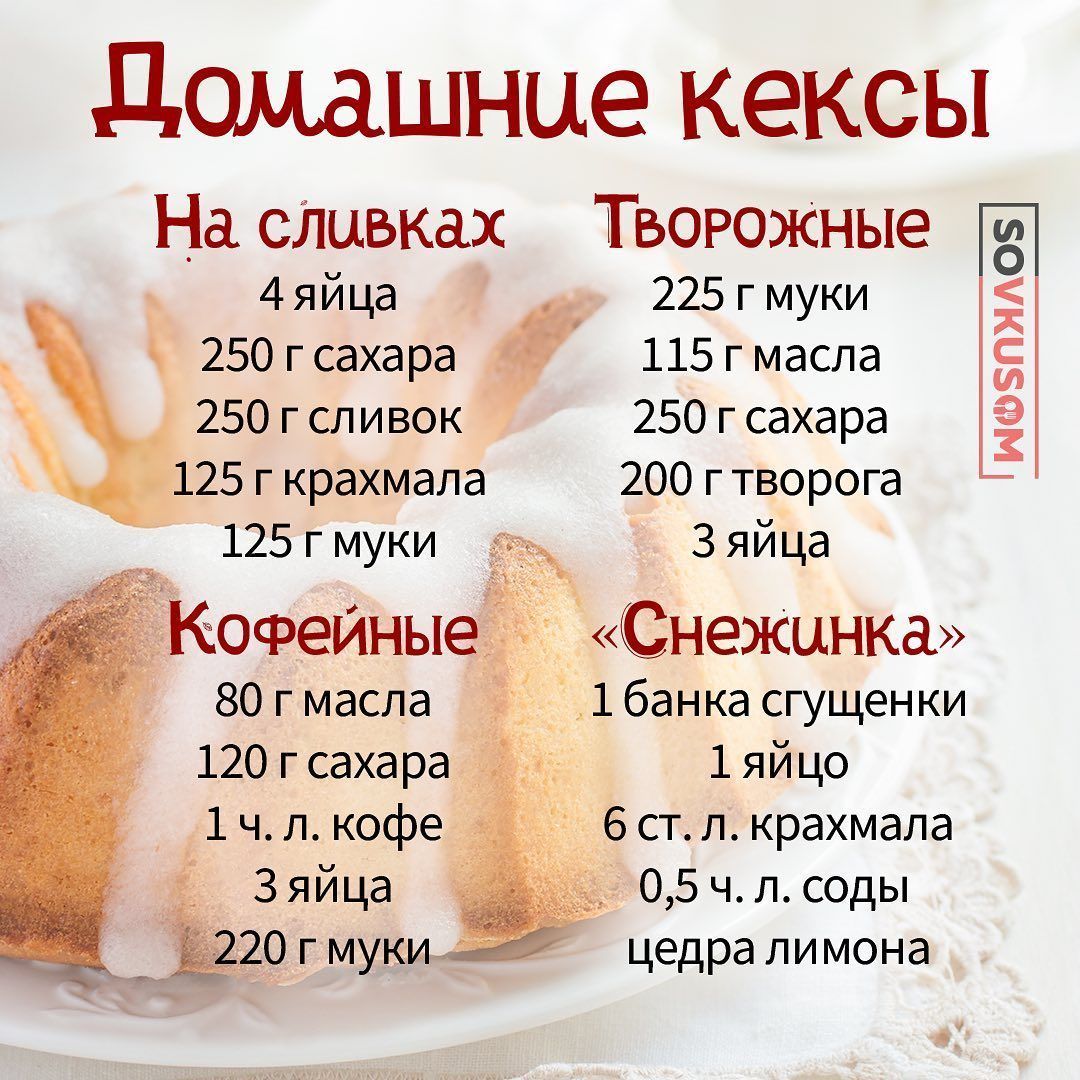 Домашние кексы
На сливках
4 яйца
250 г сахара
250 г сливок
125 г крахмала
125 г муки
Творожные
225 г муки
115 г масла
250 г сахара
200 г творога
3 яйца
Кофейные
80 г масла
120 г сахара
1 ч. л. кофе
3 яйца
220 г муки
«Снежинка»
1 банка сгущенки
1 яйцо
6 ст. л. крахмала
0,5 ч. л. соды
цедра лимона
SOVKUSOM